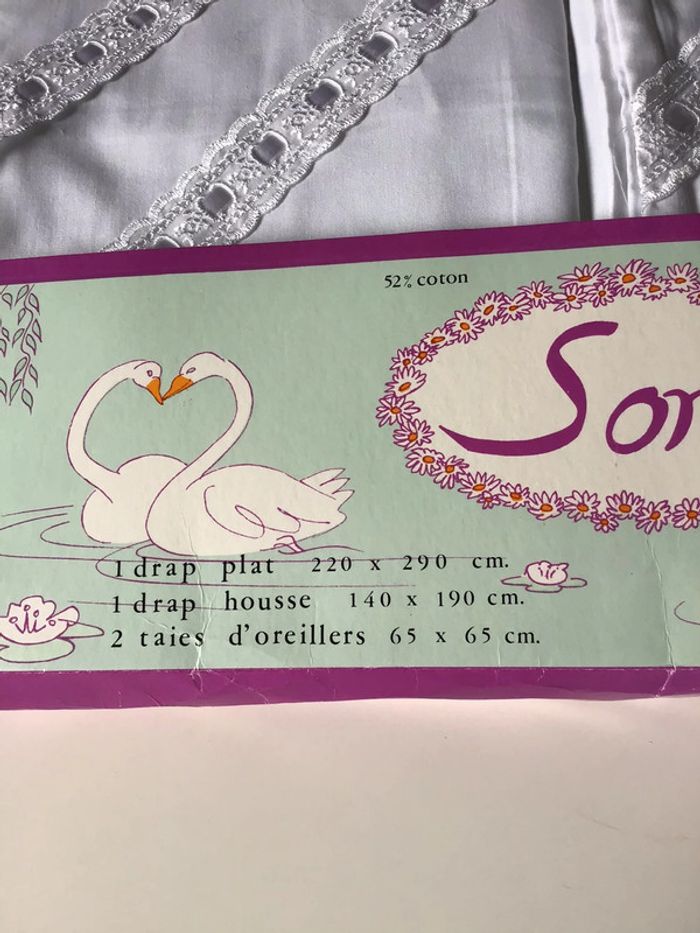 52% coton
1 drap plat 220 x 290 cm.
1 drap housse 140 x 190 cm.
2 taies d'oreillers 65 x 65 cm.